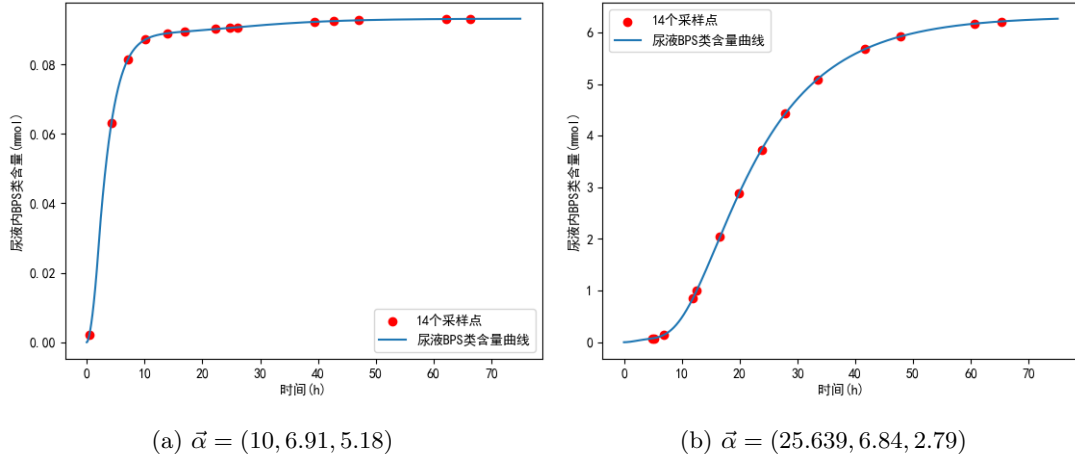 0.08
0.06
0.04
0.02
0.00
尿液内BPS类含量(mmol)
0 10 20 30 40 50 60 70
时间(h)
14个采样点
尿液BPS类含量曲线
(a) $\vec{\alpha}$ = (10, 6.91, 5.18)
6
5
4
3
2
1
0
尿液内BPS类含量(mmol)
0 10 20 30 40 50 60 70
时间(h)
14个采样点
尿液BPS类含量曲线
(b) $\vec{\alpha}$ = (25.639, 6.84, 2.79)